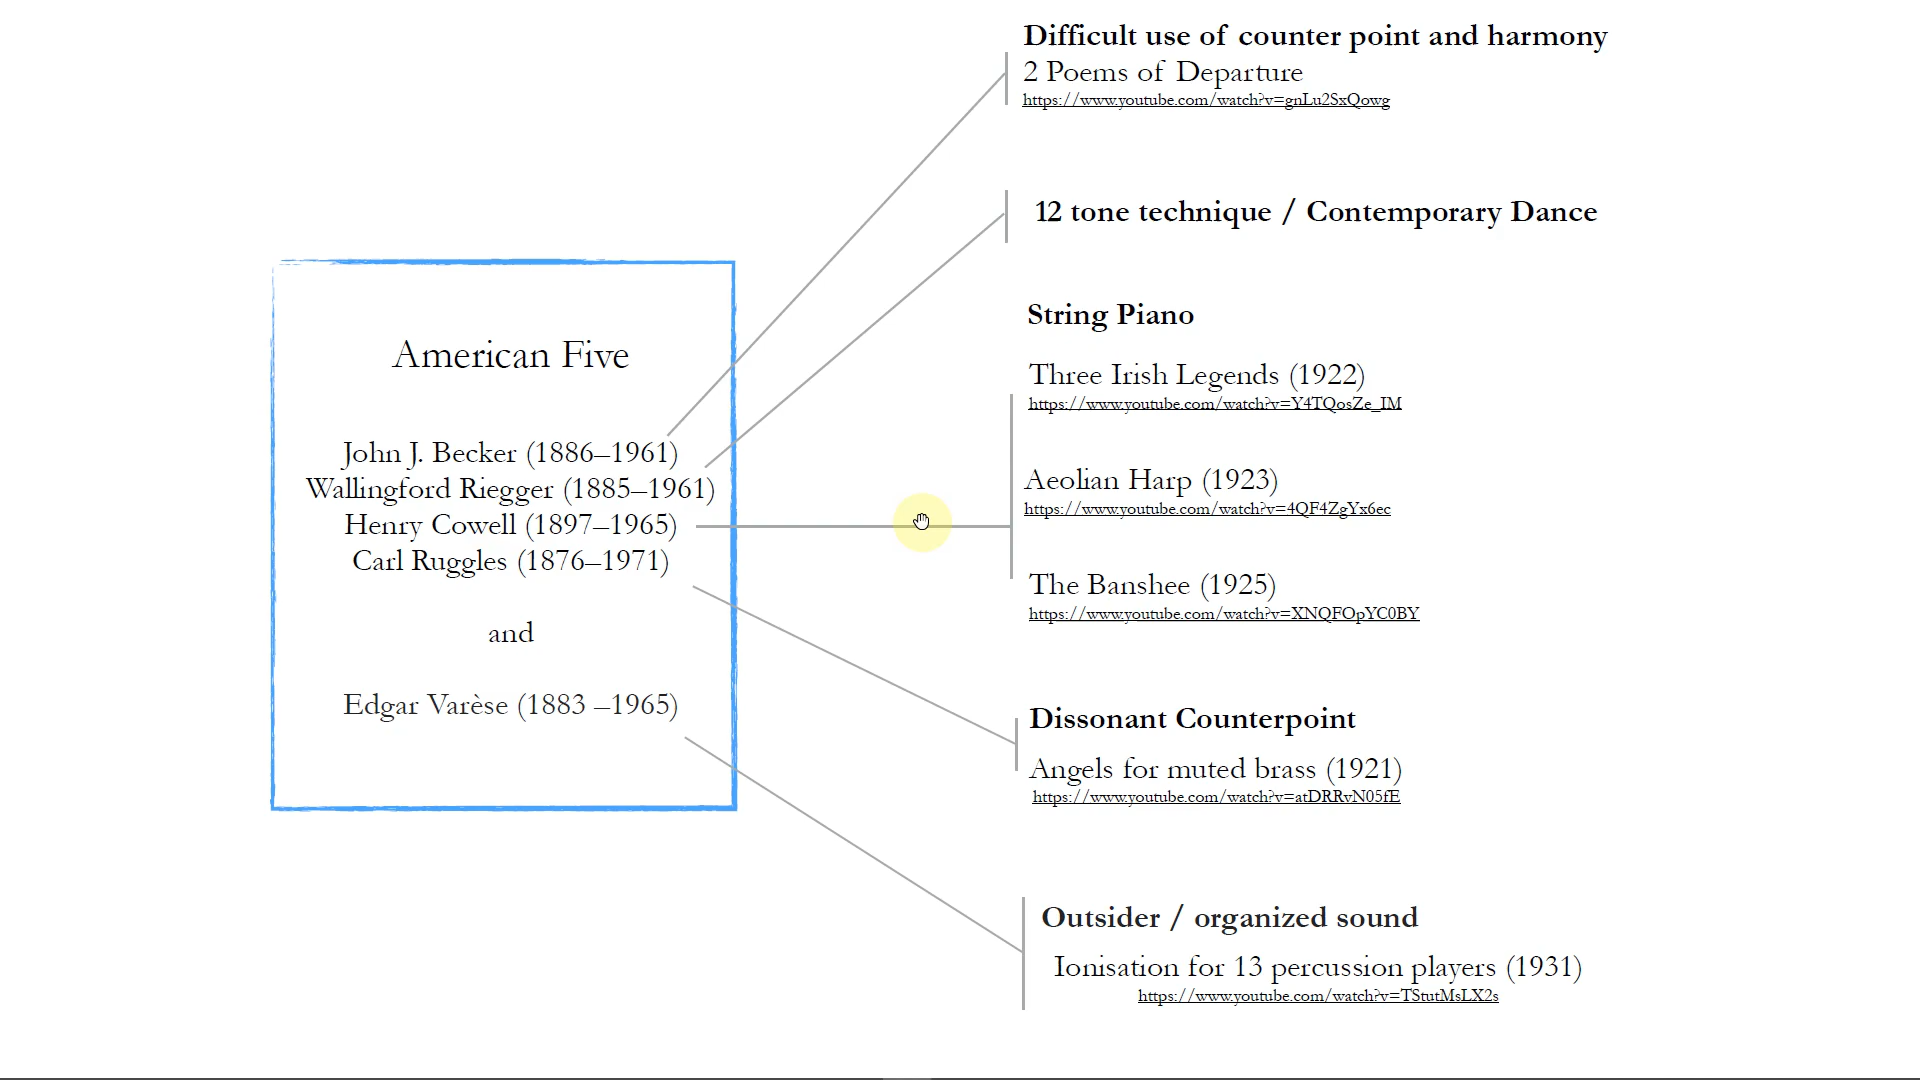 American Five
John J. Becker (1886–1961)
Wallingford Riegger (1885–1961)
Henry Cowell (1897–1965)
Carl Ruggles (1876–1971)
and
Edgar Varèse (1883 –1965)
Difficult use of counter point and harmony
2 Poems of Departure
https://www.youtube.com/watch?v=gnLu2SxQowg
12 tone technique / Contemporary Dance
String Piano
Three Irish Legends (1922)
https://www.youtube.com/watch?v=Y4TQosZe_IM
Aeolian Harp (1923)
https://www.youtube.com/watch?v=4QF4ZgYx6ec
The Banshee (1925)
https://www.youtube.com/watch?v=XNQFOpYC0BY
Dissonant Counterpoint
Angels for muted brass (1921)
https://www.youtube.com/watch?v=atDRRvN05fE
Outsider / organized sound
Ionisation for 13 percussion players (1931)
https://www.youtube.com/watch?v=TStutMsLX2s